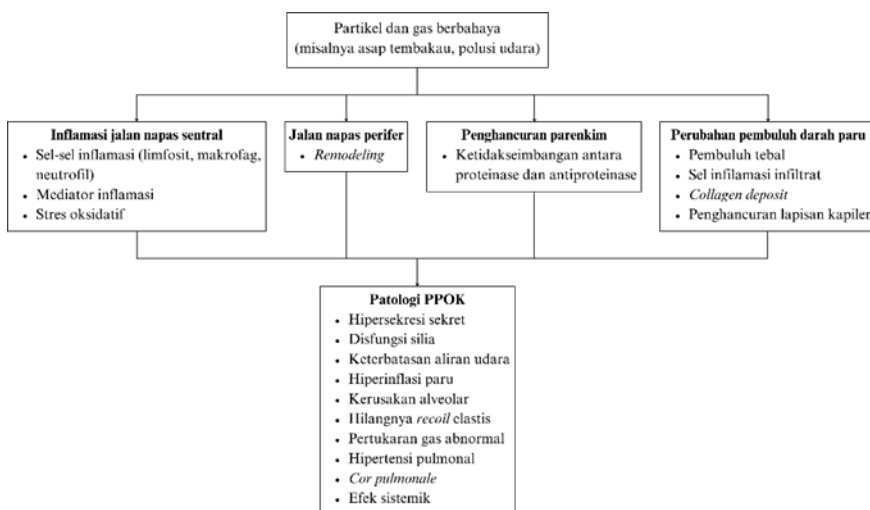 Partikel dan gas berbahaya
(misalnya asap tembakau, polusi udara)
Inflamasi jalan napas sentral
• Sel-sel inflamasi (limfosit, makrofag,
neutrofil)
• Mediator inflamasi
• Stres oksidatif
Jalan napas perifer
• Remodeling
Penghancuran parenkim
• Ketidakseimbangan antara
proteinase dan antiproteinase
Perubahan pembuluh darah paru
• Pembuluh tebal
• Sel infilamasi infiltrat
• Collagen deposit
• Penghancuran lapisan kapiler
Patologi PPOK
• Hipersekresi sekret
• Disfungsi silia
• Keterbatasan aliran udara
• Hiperinflasi paru
• Kerusakan alveolar
• Hilangnya recoil elastis
• Pertukaran gas abnormal
• Hipertensi pulmonal
• Cor pulmonale
• Efek sistemik